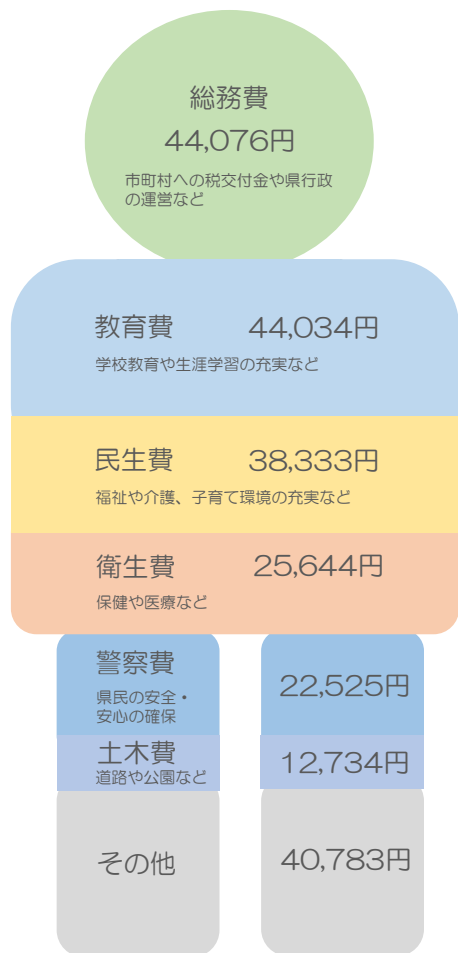 総務費
44,076円
市町村への税交付金や県行政
の運営など
教育費 44,034円
学校教育や生涯学習の充実など
民生費 38,333円
福祉や介護、子育て環境の充実など
衛生費 25,644円
保健や医療など
警察費 22,525円
県民の安全・
安心の確保
土木費 12,734円
道路や公園など
その他 40,783円